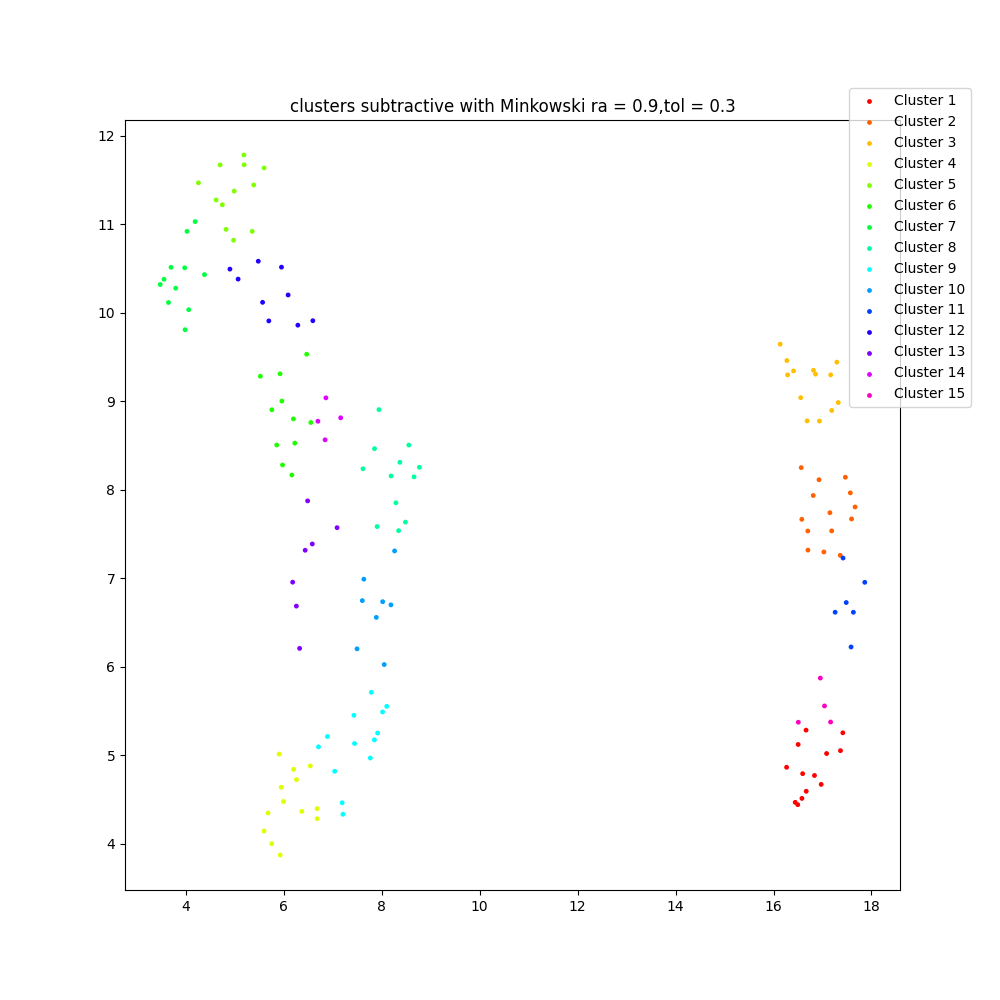 clusters subtractive with Minkowski ra = 0.9,tol = 0.3
Cluster 1
Cluster 2
Cluster 3
Cluster 4
Cluster 5
Cluster 6
Cluster 7
Cluster 8
Cluster 9
Cluster 10
Cluster 11
Cluster 12
Cluster 13
Cluster 14
Cluster 15
12
11
10
9
8
7
6
5
4
4 6 8 10 12 14 16 18